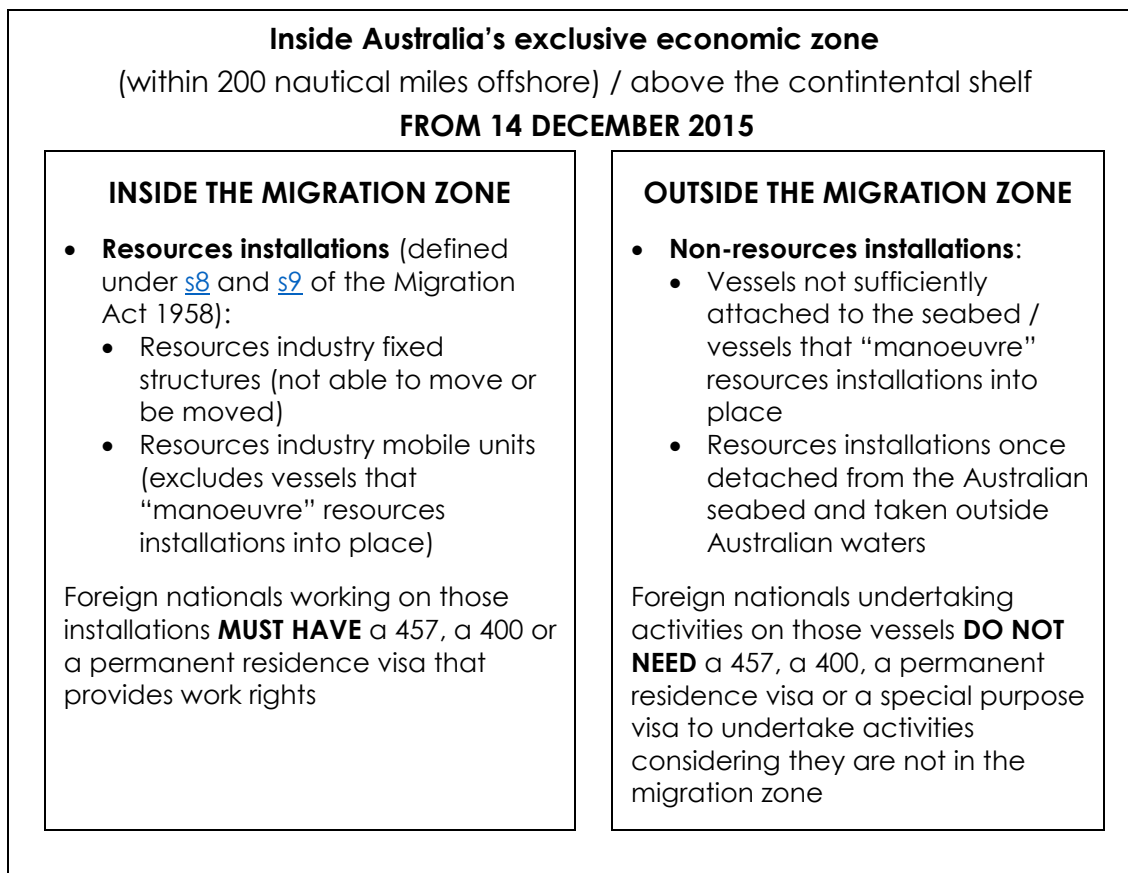 Inside Australia’s exclusive economic zone
(within 200 nautical miles offshore) / above the contintental shelf
FROM 14 DECEMBER 2015
INSIDE THE MIGRATION ZONE
• Resources installations (defined
under s8 and s9 of the Migration
Act 1958):
• Resources industry fixed
structures (not able to move or
be moved)
• Resources industry mobile units
(excludes vessels that
“manoeuvre” resources
installations into place)
Foreign nationals working on those
installations MUST HAVE a 457, a 400 or
a permanent residence visa that
provides work rights
OUTSIDE THE MIGRATION ZONE
• Non-resources installations:
• Vessels not sufficiently
attached to the seabed /
vessels that “manoeuvre”
resources installations into
place
• Resources installations once
detached from the Australian
seabed and taken outside
Australian waters
Foreign nationals undertaking
activities on those vessels DO NOT
NEED a 457, a 400, a permanent
residence visa or a special purpose
visa to undertake activities
considering they are not in the
migration zone